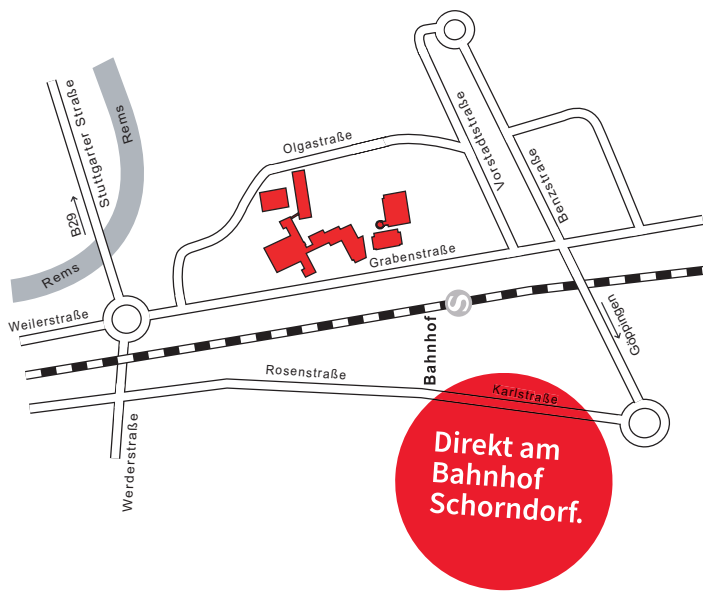 Stuttgarter Straße
Rems
B29
Rems
Weilerstraße
Olgastraße
Vorstadtstraße
Benzstraße
Grabenstraße
S
Göppingen
Bahnhof
Rosenstraße
Karlstraße
Werderstraße
Direkt am
Bahnhof
Schorndorf.